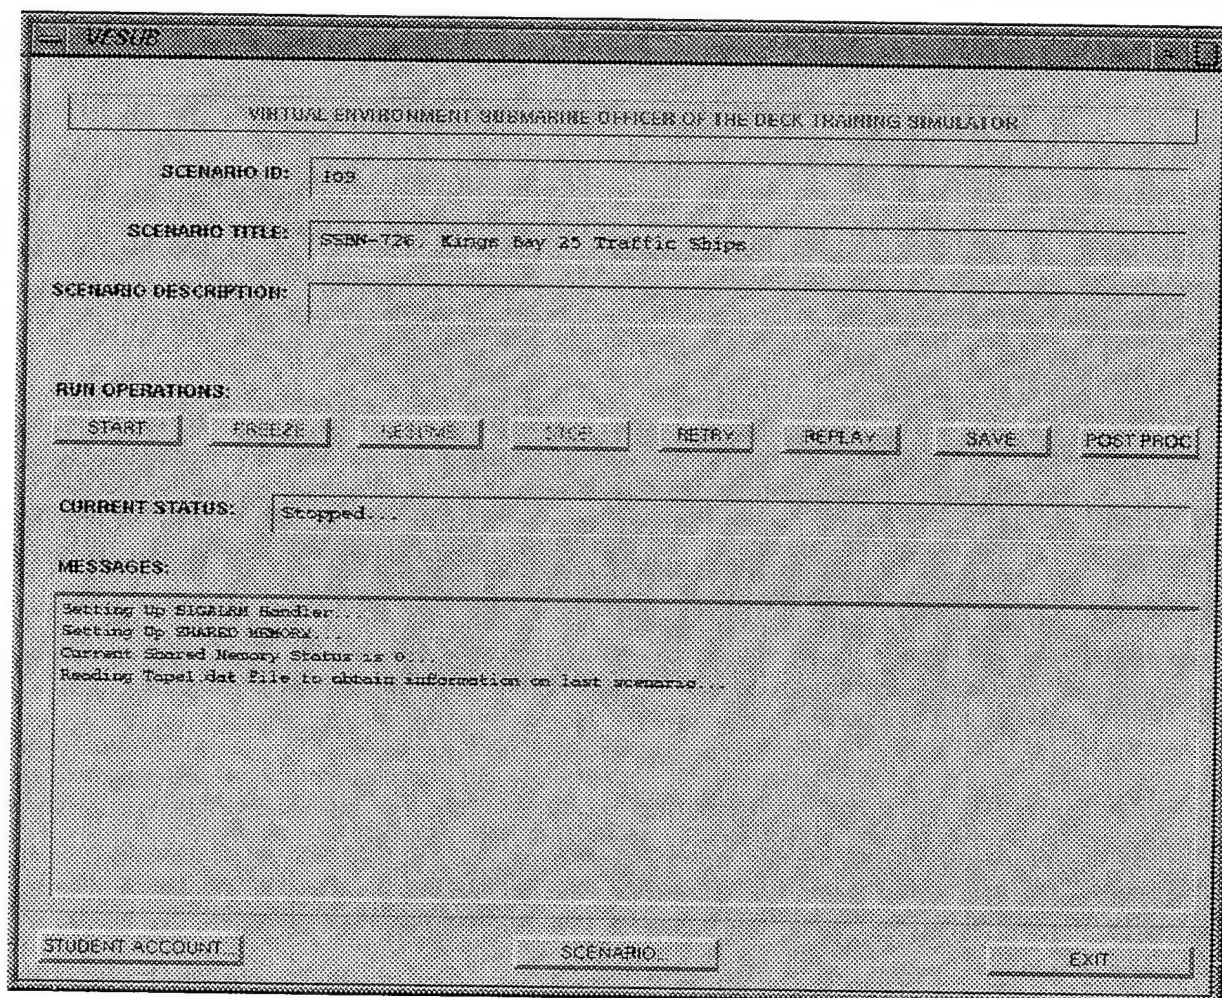 VESUB
VIRTUAL ENVIRONMENT SUBMARINE OFFICER OF THE DECK TRAINING SIMULATOR
SCENARIO ID: 109
SCENARIO TITLE: SSBN-726, Kings Bay 25 Traffic Ships
SCENARIO DESCRIPTION:
RUN OPERATIONS:
START FREEZE RESUME STOP RETRY REPLAY SAVE POST PROC
CURRENT STATUS: Stopped...
MESSAGES:
Setting Up SIGALRM Handler...
Setting Up SHARED MEMORY...
Current Shared Memory Status is 0...
Reading Tape1.dat file to obtain information on last scenario...
STUDENT ACCOUNT... SCENARIO... EXIT